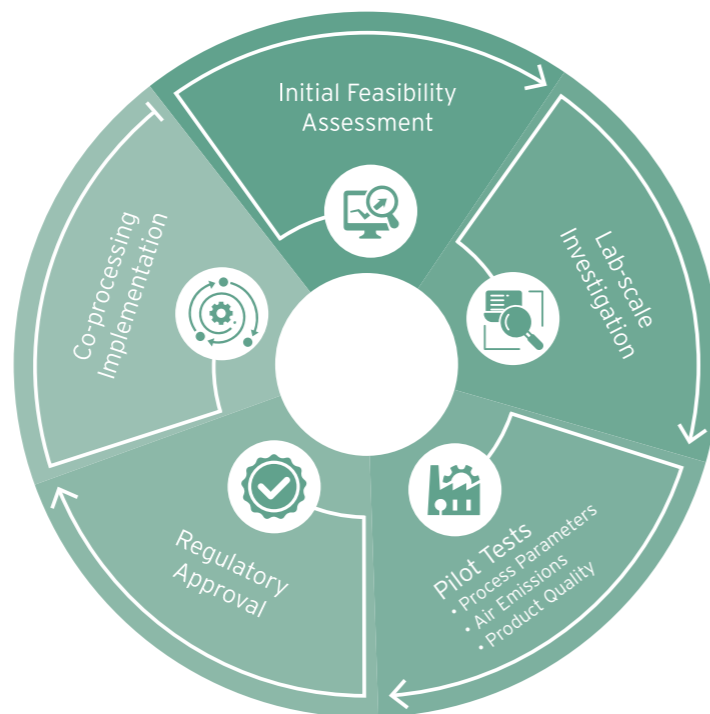 Initial Feasibility
Assessment
Lab-scale
Investigation
Pilot Tests
• Process Parameters
• Air Emissions
• Product Quality
Regulatory
Approval
Co-processing
Implementation